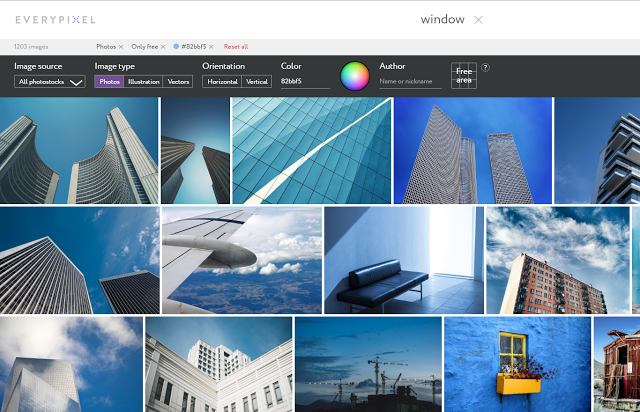 EVERYPIXEL
window
1203 images
Photos
Only free
#82bbf5
Reset all
Image source
Image type
Orientation
Color
Author
All photostocks
Photos
Illustration
Vectors
Horizontal
Vertical
82bbf5
Name or nickname
Free
area
?